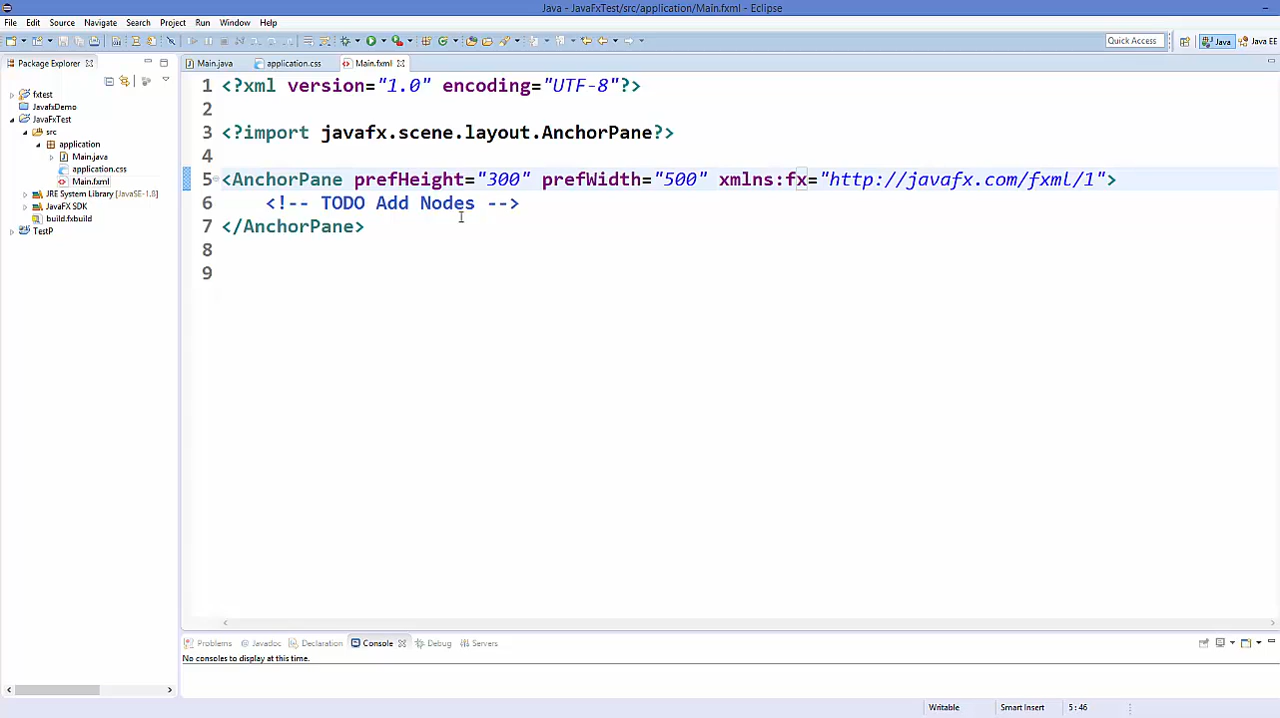 Java - JavaFxTest/src/application/Main.fxml - Eclipse
File Edit Source Navigate Search Project Run Window Help
Quick Access Java Java EE
Package Explorer Main.java application.css Main.fxml
fxtest
JavafxDemo
JavaFxTest
src
application
Main.java
application.css
Main.fxml
JRE System Library [JavaSE-1.8]
JavaFX SDK
build.fxbuild
TestP
1 <?xml version="1.0" encoding="UTF-8"?>
2
3 <?import javafx.scene.layout.AnchorPane?>
4
5 <AnchorPane prefHeight="300" prefWidth="500" xmlns:fx="http://javafx.com/fxml/1">
6 <!-- TODO Add Nodes -->
7 </AnchorPane>
8
9
Problems @ Javadoc Declaration Console Debug Servers
No consoles to display at this time.
Writable Smart Insert 5:46